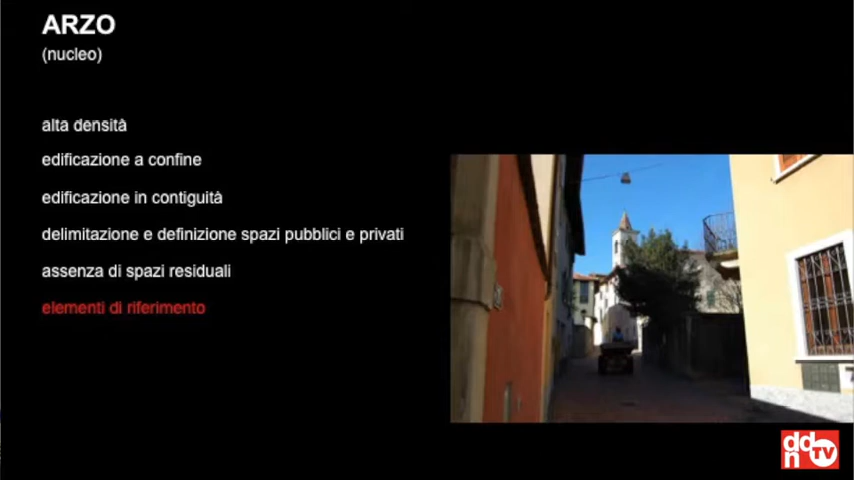 ARZO
(nucleo)
alta densità
edificazione a confine
edificazione in contiguità
delimitazione e definizione spazi pubblici e privati
assenza di spazi residuali
elementi di riferimento
ddn TV